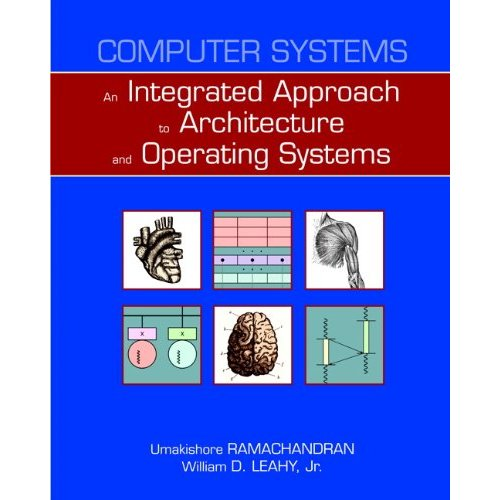 COMPUTER SYSTEMS
An Integrated Approach
to Architecture
and Operating Systems
x
x
Umakishore RAMACHANDRAN
William D. LEAHY, Jr.